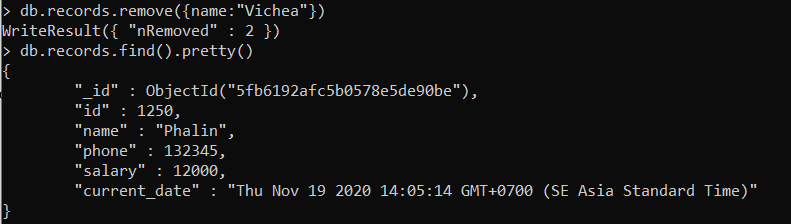 > db.records.remove({name:"Vichea"})
WriteResult({ "nRemoved" : 2 })
> db.records.find().pretty()
{
        "_id" : ObjectId("5fb6192afc5b0578e5de90be"),
        "id" : 1250,
        "name" : "Phalin",
        "phone" : 132345,
        "salary" : 12000,
        "current_date" : "Thu Nov 19 2020 14:05:14 GMT+0700 (SE Asia Standard Time)"
}